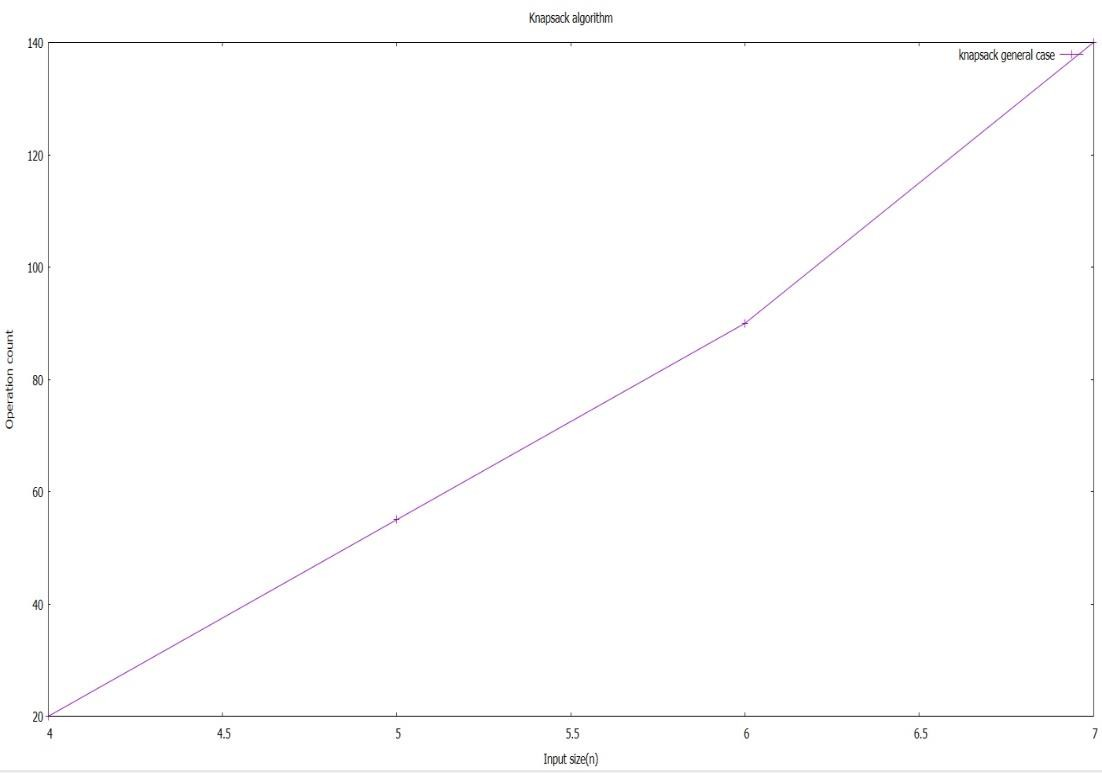 Knapsack algorithm
140
knapsack general case
120
100
Operation count
80
60
40
20
4 4.5 5 5.5 6 6.5 7
Input size(n)